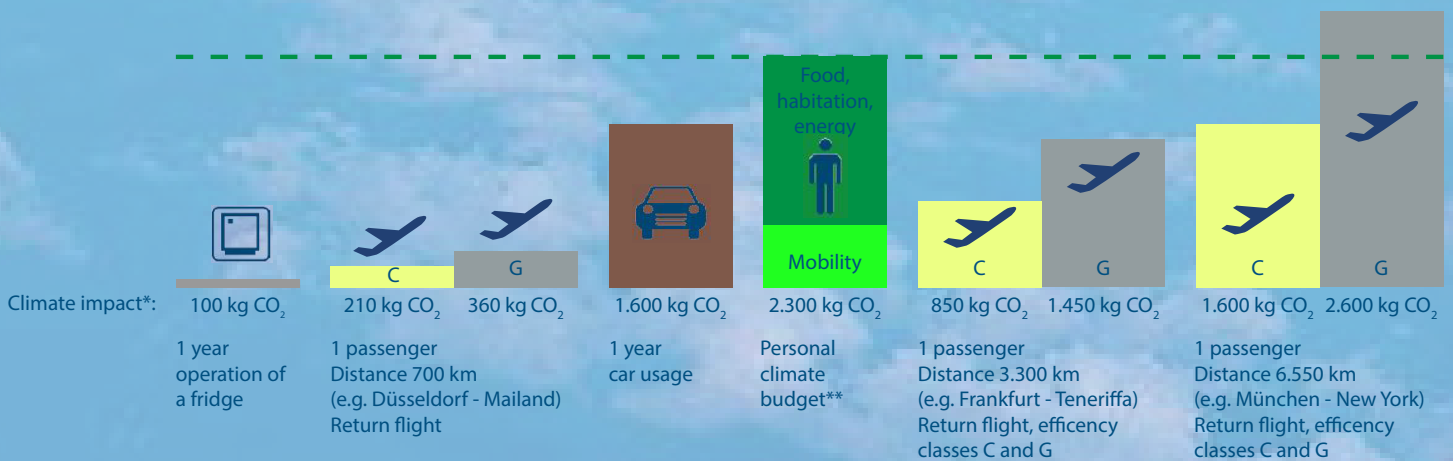 Food,
habitation,
energy
Mobility
C
G
C
G
C
G
Climate impact*:
100 kg CO₂
210 kg CO₂
360 kg CO₂
1.600 kg CO₂
2.300 kg CO₂
850 kg CO₂
1.450 kg CO₂
1.600 kg CO₂
2.600 kg CO₂
1 year
operation of
a fridge
1 passenger
Distance 700 km
(e.g. Düsseldorf - Mailand)
Return flight
1 year
car usage
Personal
climate
budget**
1 passenger
Distance 3.300 km
(e.g. Frankfurt - Teneriffa)
Return flight, efficency
classes C and G
1 passenger
Distance 6.550 km
(e.g. München - New York)
Return flight, efficency
classes C and G